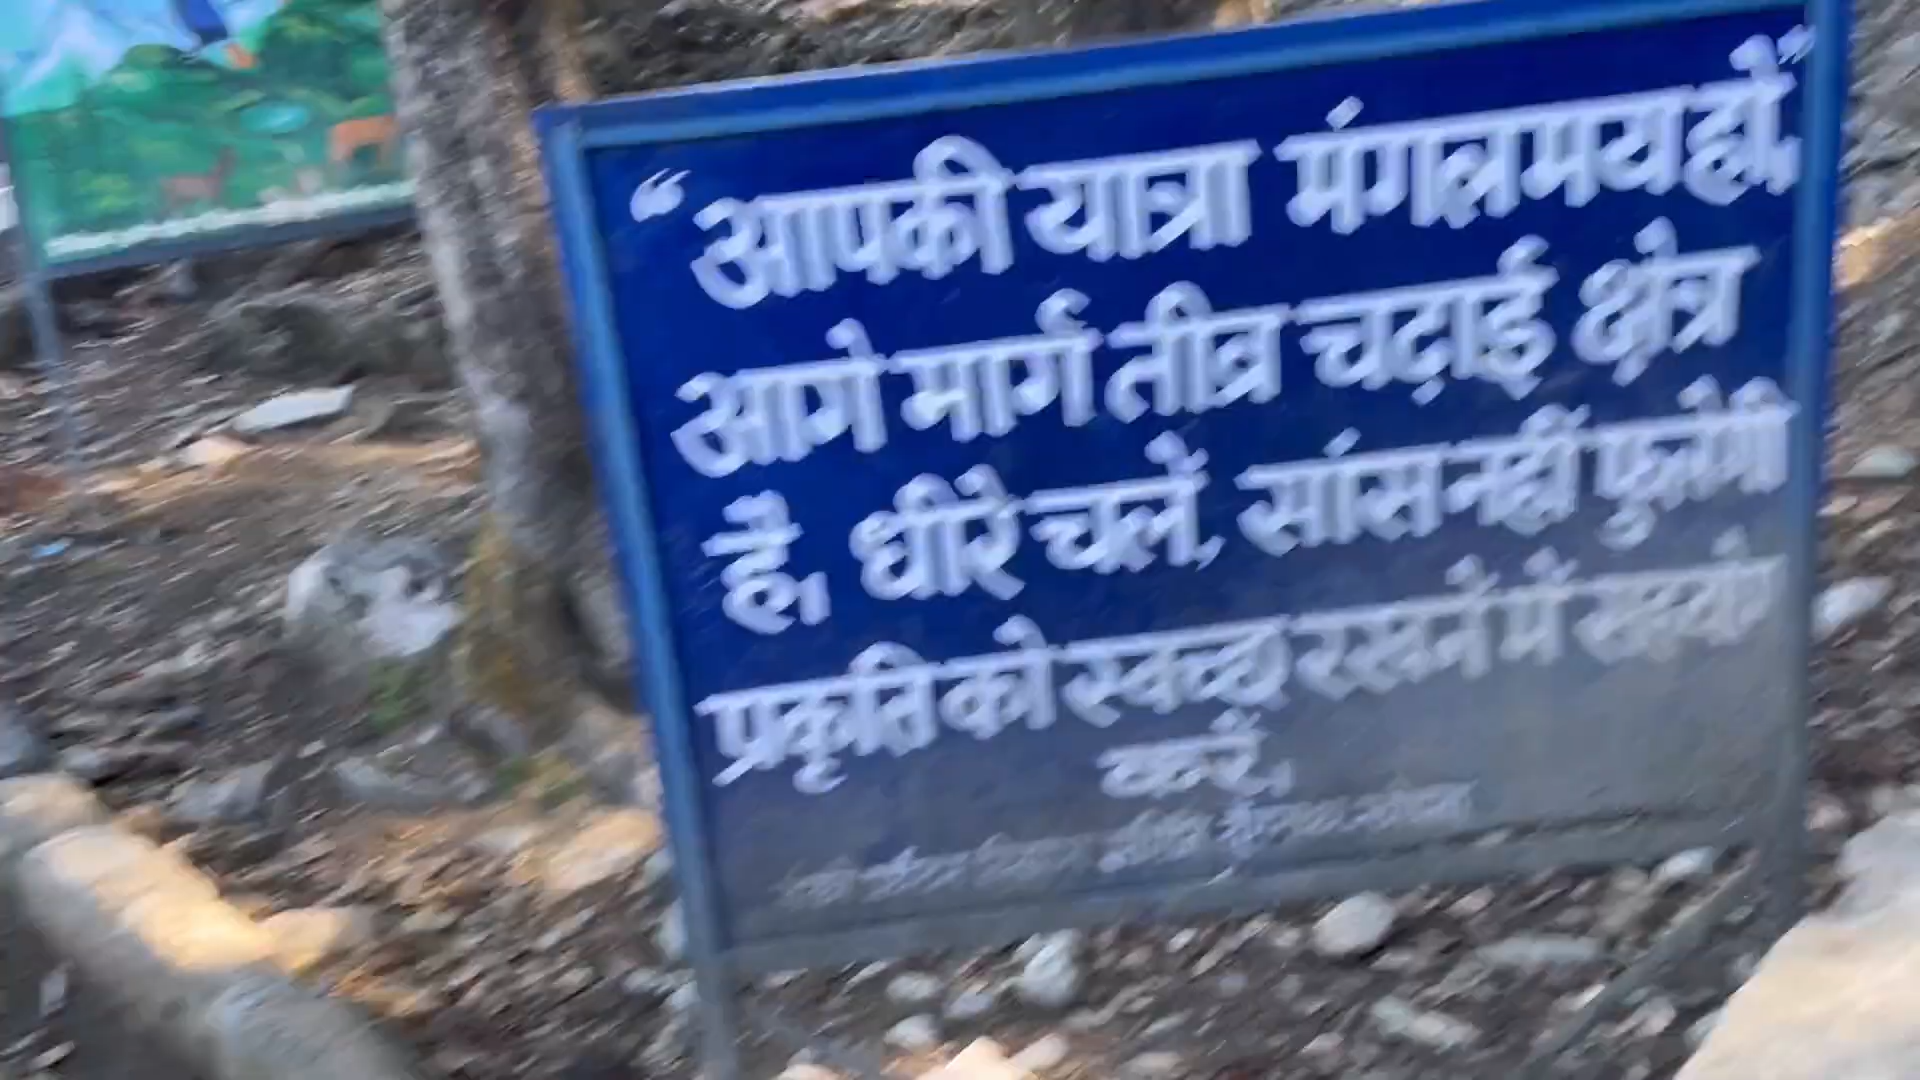 “आपकी यात्रा मंगलमय हो,”
आगे मार्ग तीव्र चढ़ाई क्षेत्र
है, धीरे चलें, सांस नहीं फुलेगी
प्रकृति को स्वच्छ रखने में सहयोग
करें,